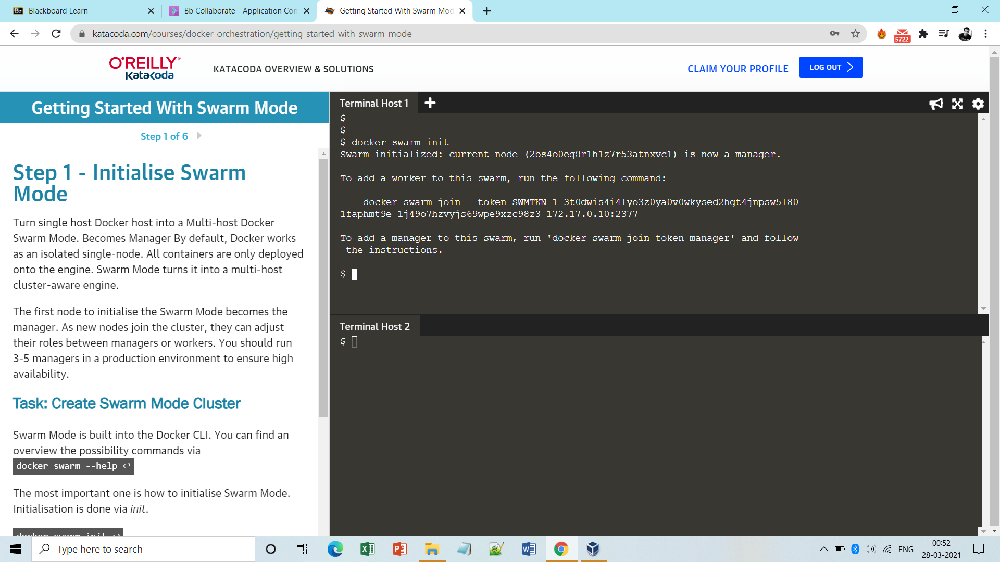 Blackboard Learn
Bb Collaborate - Application Con
Getting Started With Swarm Mod
katacoda.com/courses/docker-orchestration/getting-started-with-swarm-mode
5722
O'REILLY®
Katacoda
KATACODA OVERVIEW & SOLUTIONS
CLAIM YOUR PROFILE
LOG OUT
Getting Started With Swarm Mode
Step 1 of 6
Step 1 - Initialise Swarm
Mode
Turn single host Docker host into a Multi-host Docker
Swarm Mode. Becomes Manager By default, Docker works
as an isolated single-node. All containers are only deployed
onto the engine. Swarm Mode turns it into a multi-host
cluster-aware engine.
The first node to initialise the Swarm Mode becomes the
manager. As new nodes join the cluster, they can adjust
their roles between managers or workers. You should run
3-5 managers in a production environment to ensure high
availability.
Task: Create Swarm Mode Cluster
Swarm Mode is built into the Docker CLI. You can find an
overview the possibility commands via
docker swarm --help ↩
The most important one is how to initialise Swarm Mode.
Initialisation is done via init.
docker swarm init ↩
Terminal Host 1
$
$
$ docker swarm init
Swarm initialized: current node (2bs4o0eg8r1h1z7r53atnxvc1) is now a manager.
To add a worker to this swarm, run the following command:
docker swarm join --token SWMTKN-1-3t0dwis4i4lyo3z0ya0v0wkysed2hgt4jnpsw5l80
1faphmt9e-1j49o7hzvyjs69wpe9xzc98z3 172.17.0.10:2377
To add a manager to this swarm, run 'docker swarm join-token manager' and follow
the instructions.
$
Terminal Host 2
$
Type here to search
ENG
00:52
28-03-2021